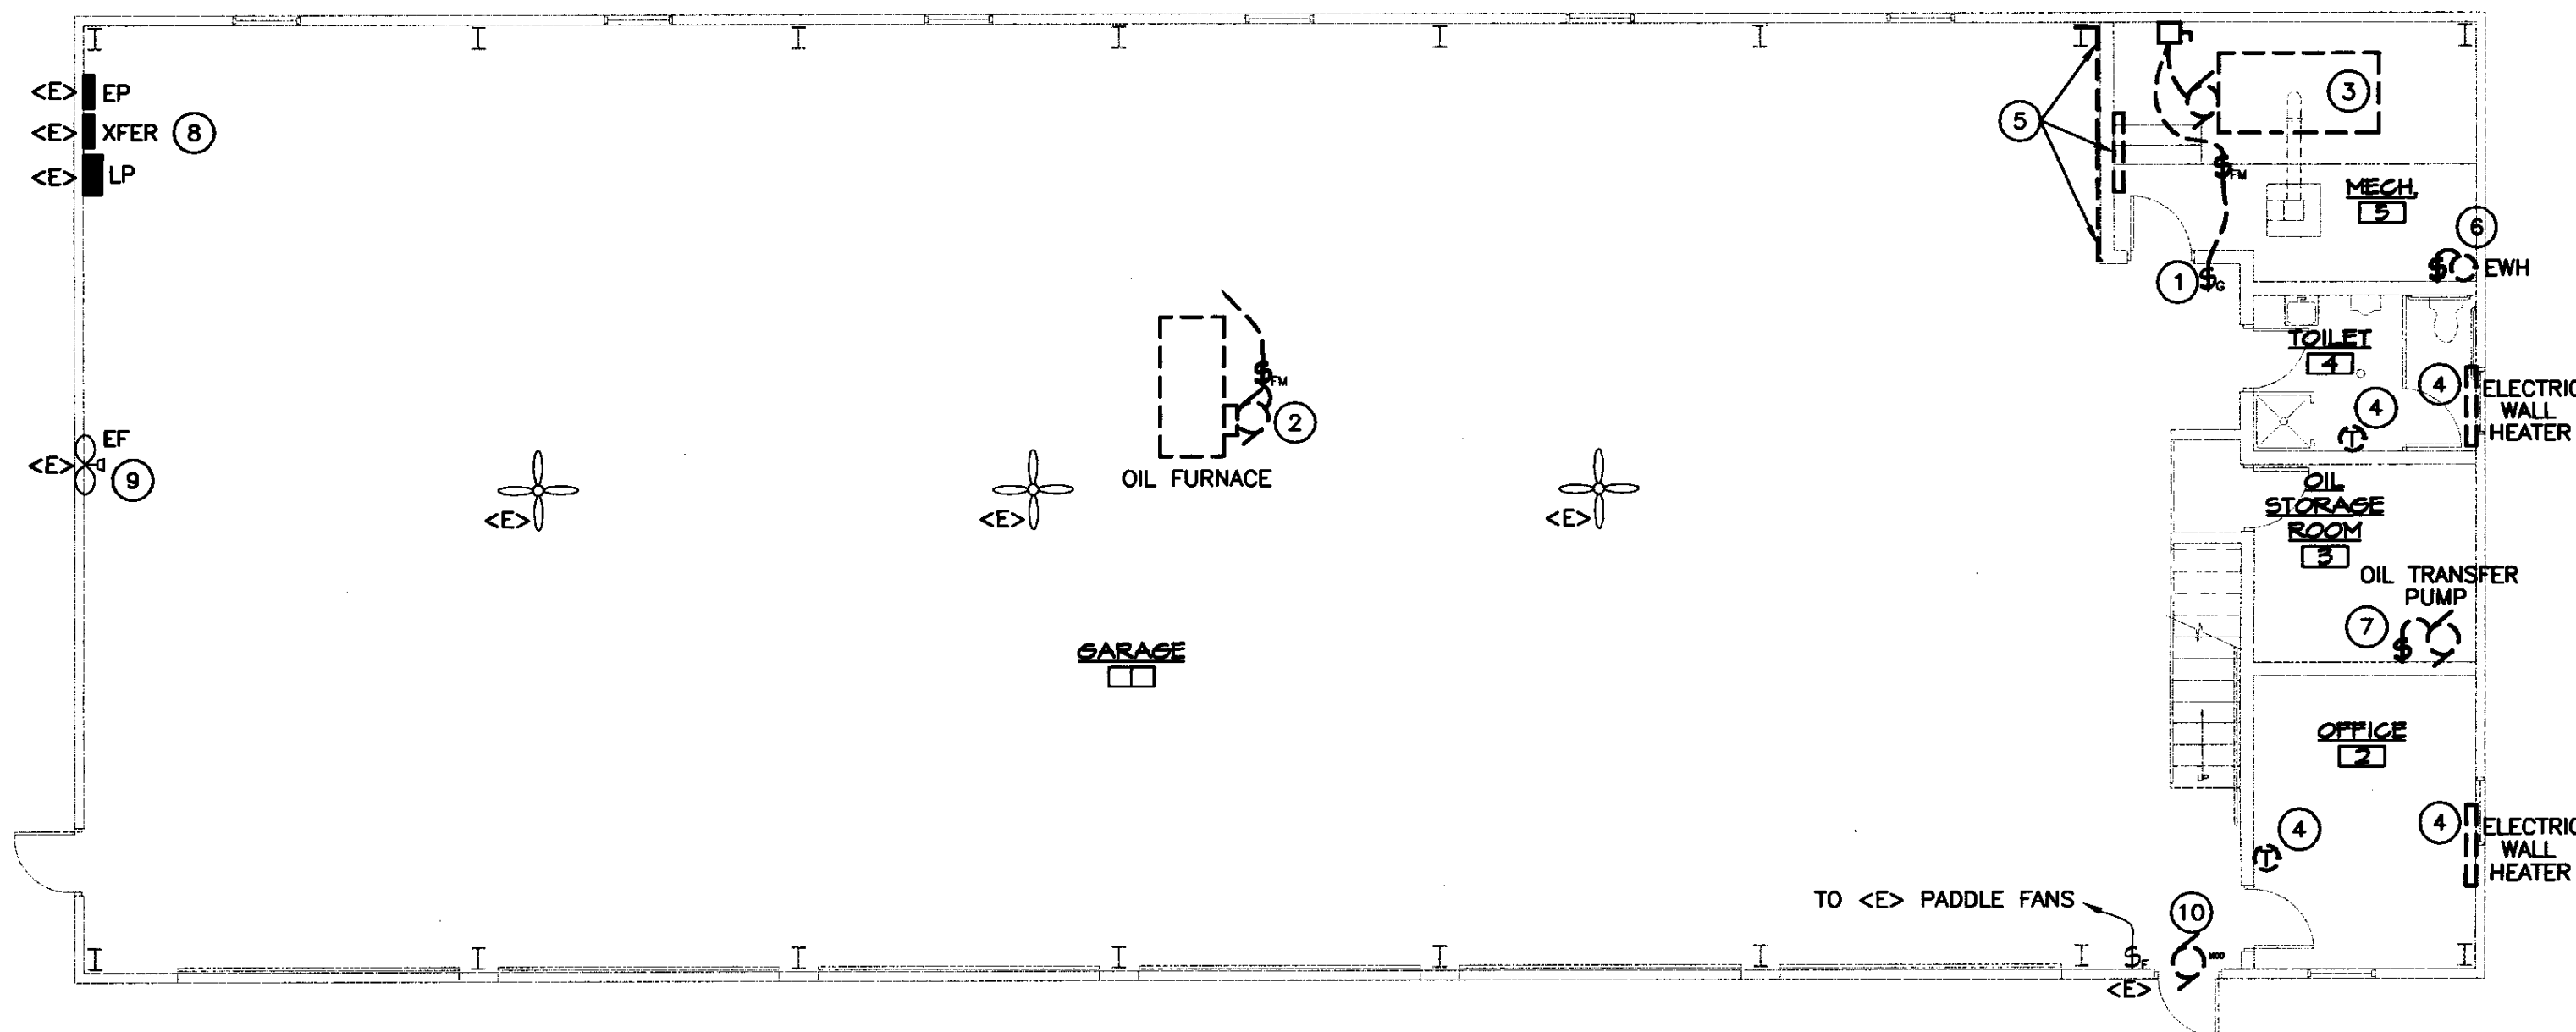 <E> EP
<E> XFER 8
<E> LP
5
3
$FM
MECH.
5
6
$ EWH
1 $G
TOILET
4
4
ELECTRIC
WALL
HEATER
4
T
$FM
2
OIL FURNACE
EF
<E>
9
<E>
<E>
<E>
OIL
STORAGE
ROOM
3
OIL TRANSFER
PUMP
7
$
GARAGE
UP
OFFICE
2
4
T
4
ELECTRIC
WALL
HEATER
TO <E> PADDLE FANS
10
$F
MOD
<E>